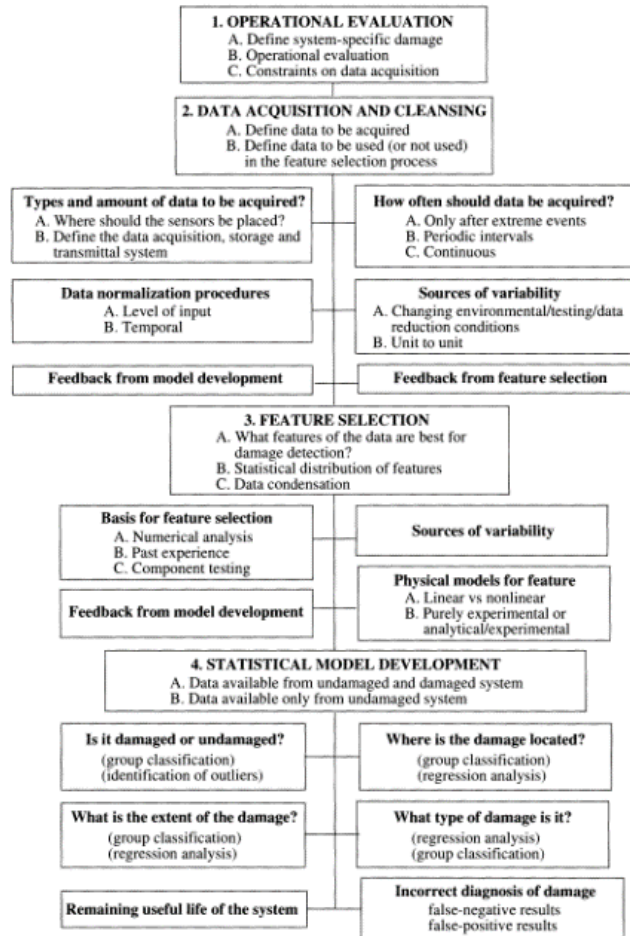 1. OPERATIONAL EVALUATION
A. Define system-specific damage
B. Operational evaluation
C. Constraints on data acquisition
2. DATA ACQUISITION AND CLEANSING
A. Define data to be acquired
B. Define data to be used (or not used)
in the feature selection process
Types and amount of data to be acquired?
A. Where should the sensors be placed?
B. Define the data acquisition, storage and
transmittal system
How often should data be acquired?
A. Only after extreme events
B. Periodic intervals
C. Continuous
Data normalization procedures
A. Level of input
B. Temporal
Sources of variability
A. Changing environmental/testing/data
reduction conditions
B. Unit to unit
Feedback from model development
Feedback from feature selection
3. FEATURE SELECTION
A. What features of the data are best for
damage detection?
B. Statistical distribution of features
C. Data condensation
Basis for feature selection
A. Numerical analysis
B. Past experience
C. Component testing
Sources of variability
Feedback from model development
Physical models for feature
A. Linear vs nonlinear
B. Purely experimental or
analytical/experimental
4. STATISTICAL MODEL DEVELOPMENT
A. Data available from undamaged and damaged system
B. Data available only from undamaged system
Is it damaged or undamaged?
(group classification)
(identification of outliers)
Where is the damage located?
(group classification)
(regression analysis)
What is the extent of the damage?
(group classification)
(regression analysis)
What type of damage is it?
(regression analysis)
(group classification)
Remaining useful life of the system
Incorrect diagnosis of damage
false-negative results
false-positive results